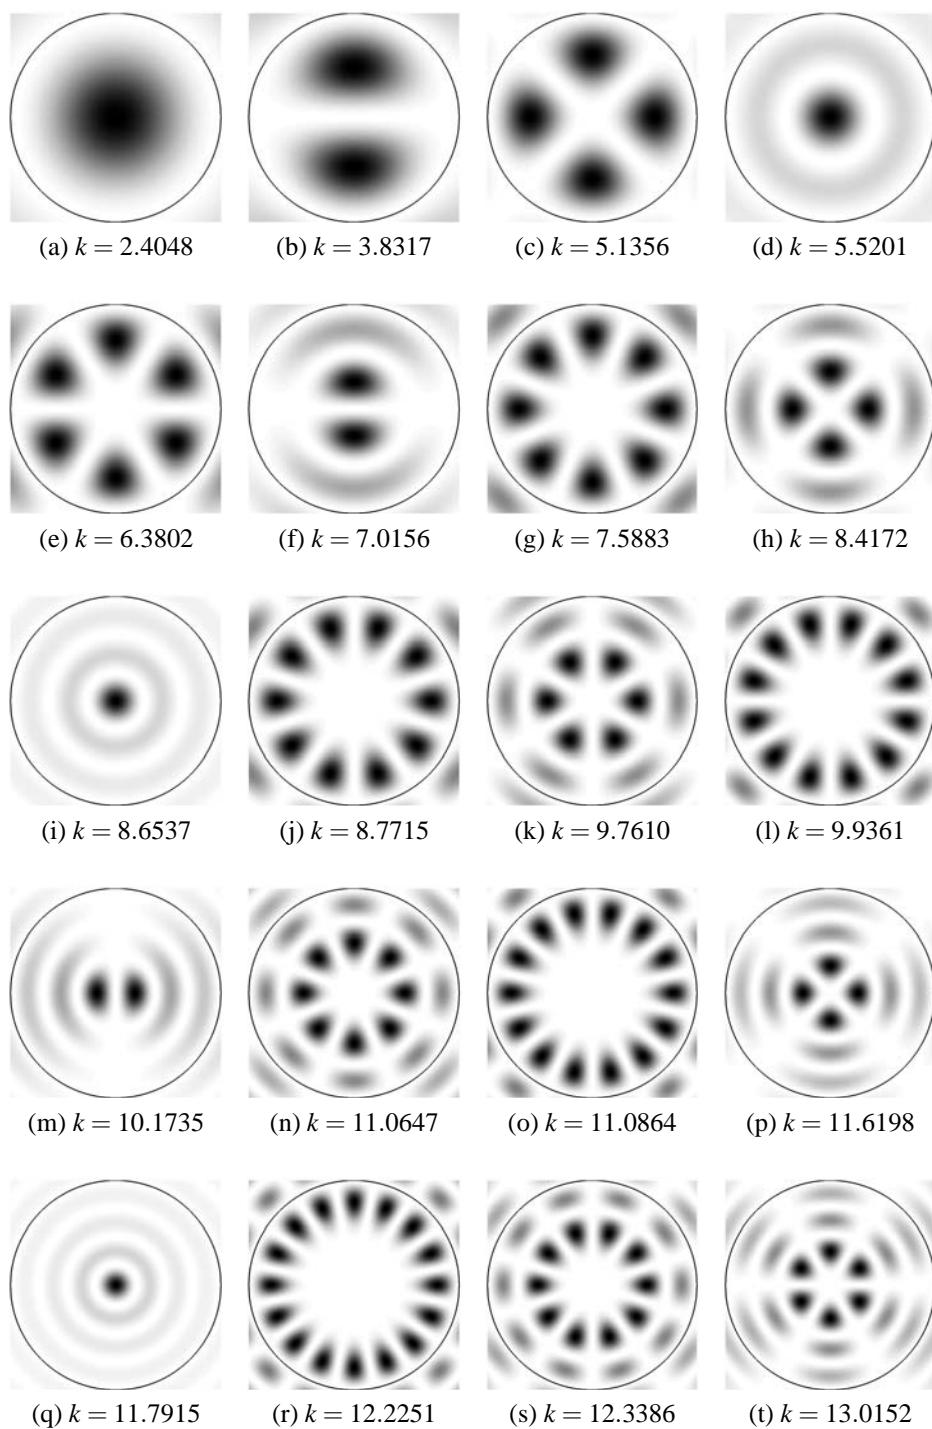 (a) k = 2.4048 (b) k = 3.8317 (c) k = 5.1356 (d) k = 5.5201
(e) k = 6.3802 (f) k = 7.0156 (g) k = 7.5883 (h) k = 8.4172
(i) k = 8.6537 (j) k = 8.7715 (k) k = 9.7610 (l) k = 9.9361
(m) k = 10.1735 (n) k = 11.0647 (o) k = 11.0864 (p) k = 11.6198
(q) k = 11.7915 (r) k = 12.2251 (s) k = 12.3386 (t) k = 13.0152